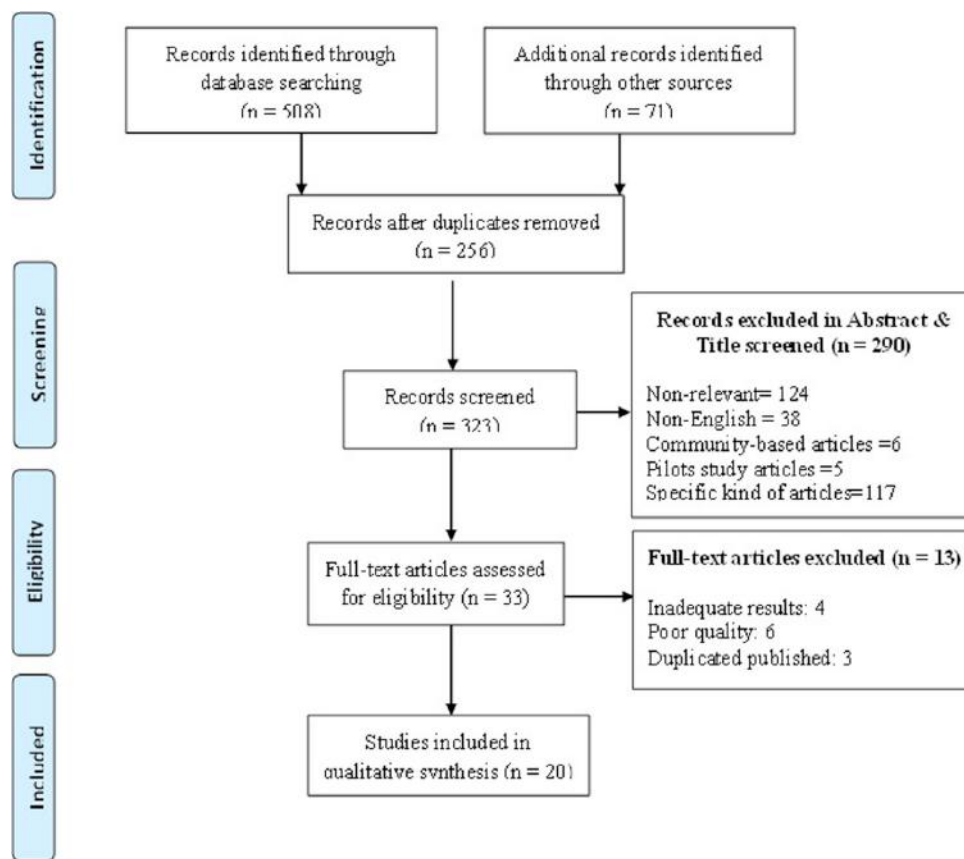 Identification
Records identified through
database searching
(n = 508)
Additional records identified
through other sources
(n = 71)
Records after duplicates removed
(n = 256)
Screening
Records screened
(n = 323)
Records excluded in Abstract &
Title screened (n = 290)
Non-relevant= 124
Non-English = 38
Community-based articles =6
Pilots study articles =5
Specific kind of articles=117
Eligibility
Full-text articles assessed
for eligibility (n = 33)
Full-text articles excluded (n = 13)
Inadequate results: 4
Poor quality: 6
Duplicated published: 3
Included
Studies included in
qualitative synthesis (n = 20)